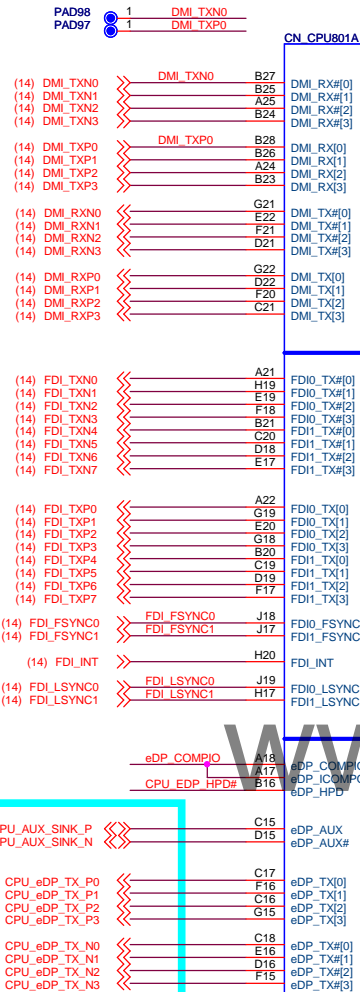 PAD98 1 DMI_TXN0
PAD97 1 DMI_TXP0
CN_CPU801A
(14) DMI_TXN0 DMI_TXN0 B27 DMI_RX#[0]
(14) DMI_TXN1 B25 DMI_RX#[1]
(14) DMI_TXN2 A25 DMI_RX#[2]
(14) DMI_TXN3 B24 DMI_RX#[3]
(14) DMI_TXP0 DMI_TXP0 B28 DMI_RX[0]
(14) DMI_TXP1 B26 DMI_RX[1]
(14) DMI_TXP2 A24 DMI_RX[2]
(14) DMI_TXP3 B23 DMI_RX[3]
(14) DMI_RXN0 G21 DMI_TX#[0]
(14) DMI_RXN1 E22 DMI_TX#[1]
(14) DMI_RXN2 F21 DMI_TX#[2]
(14) DMI_RXN3 D21 DMI_TX#[3]
(14) DMI_RXP0 G22 DMI_TX[0]
(14) DMI_RXP1 D22 DMI_TX[1]
(14) DMI_RXP2 F20 DMI_TX[2]
(14) DMI_RXP3 C21 DMI_TX[3]
(14) FDI_TXN0 A21 FDI0_TX#[0]
(14) FDI_TXN1 H19 FDI0_TX#[1]
(14) FDI_TXN2 E19 FDI0_TX#[2]
(14) FDI_TXN3 F18 FDI0_TX#[3]
(14) FDI_TXN4 B21 FDI1_TX#[0]
(14) FDI_TXN5 C20 FDI1_TX#[1]
(14) FDI_TXN6 D18 FDI1_TX#[2]
(14) FDI_TXN7 E17 FDI1_TX#[3]
(14) FDI_TXP0 A22 FDI0_TX[0]
(14) FDI_TXP1 G19 FDI0_TX[1]
(14) FDI_TXP2 E20 FDI0_TX[2]
(14) FDI_TXP3 G18 FDI0_TX[3]
(14) FDI_TXP4 B20 FDI1_TX[0]
(14) FDI_TXP5 C19 FDI1_TX[1]
(14) FDI_TXP6 D19 FDI1_TX[2]
(14) FDI_TXP7 F17 FDI1_TX[3]
(14) FDI_FSYNC0 FDI_FSYNC0 J18 FDI0_FSYNC
(14) FDI_FSYNC1 FDI_FSYNC1 J17 FDI1_FSYNC
(14) FDI_INT H20 FDI_INT
(14) FDI_LSYNC0 FDI_LSYNC0 J19 FDI0_LSYNC
(14) FDI_LSYNC1 FDI_LSYNC1 H17 FDI1_LSYNC
eDP_COMPIO A18 eDP_COMPIO
A17 eDP_ICOMPO
CPU_EDP_HPD# B16 eDP_HPD
PU_AUX_SINK_P C15 eDP_AUX
PU_AUX_SINK_N D15 eDP_AUX#
CPU_eDP_TX_P0 C17 eDP_TX[0]
CPU_eDP_TX_P1 F16 eDP_TX[1]
CPU_eDP_TX_P2 C16 eDP_TX[2]
CPU_eDP_TX_P3 G15 eDP_TX[3]
CPU_eDP_TX_N0 C18 eDP_TX#[0]
CPU_eDP_TX_N1 E16 eDP_TX#[1]
CPU_eDP_TX_N2 D16 eDP_TX#[2]
CPU_eDP_TX_N3 F15 eDP_TX#[3]